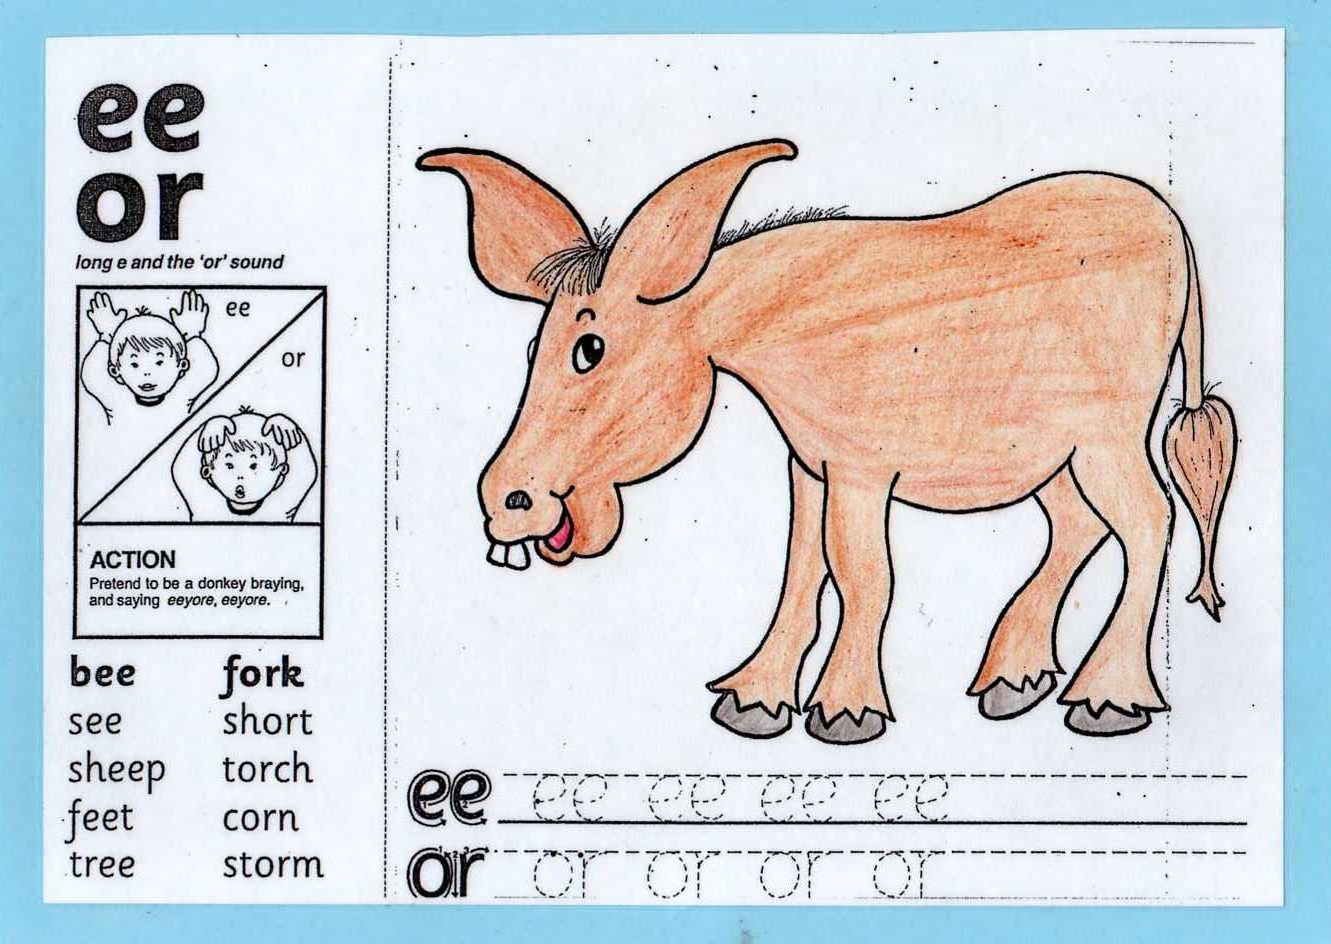 ee
or
long e and the 'or' sound
ee
or
ACTION
Pretend to be a donkey braying,
and saying eeyore, eeyore.
bee fork
see short
sheep torch
feet corn
tree storm
ee ee ee ee ee
or or or or or